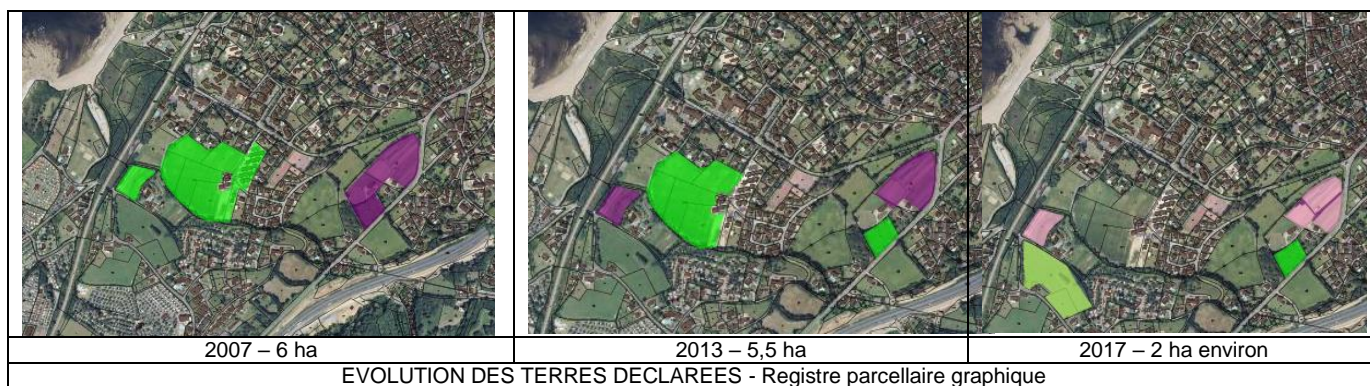 2007 – 6 ha
2013 – 5,5 ha
2017 – 2 ha environ
EVOLUTION DES TERRES DECLAREES - Registre parcellaire graphique